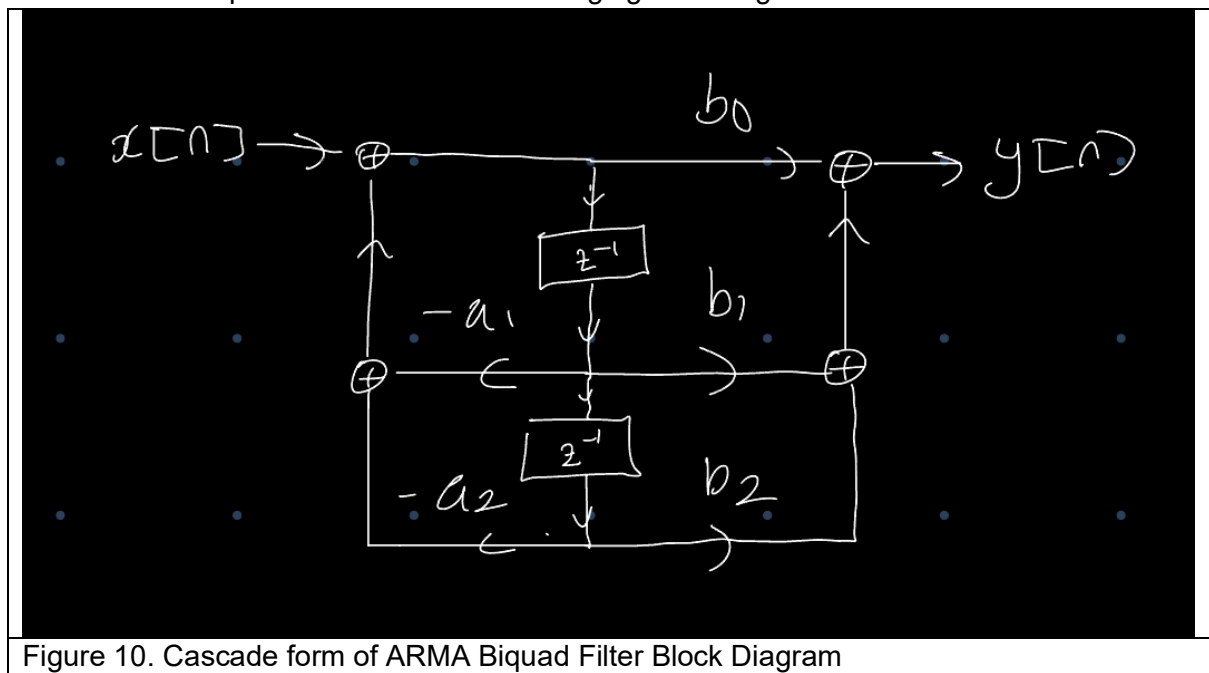 b0
x[n] y[n]
z⁻¹
-a1 b1
z⁻¹
-a2 b2
Figure 10. Cascade form of ARMA Biquad Filter Block Diagram